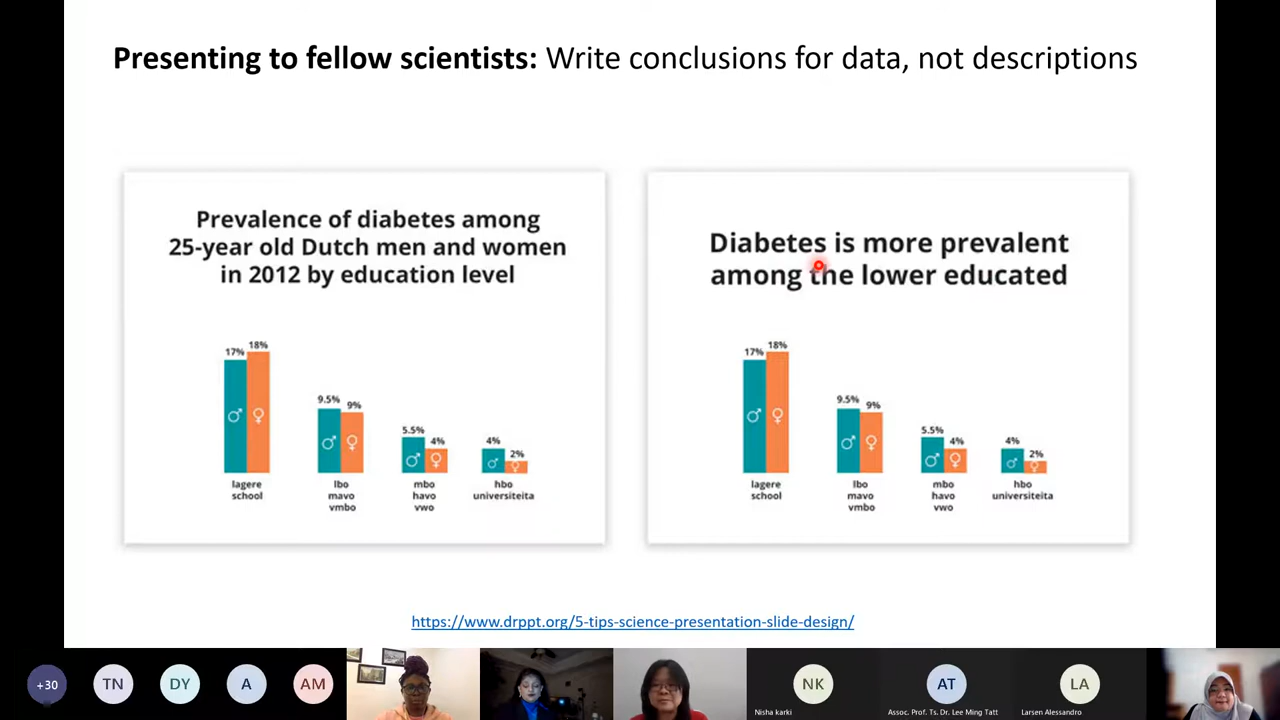 Presenting to fellow scientists: Write conclusions for data, not descriptions
Prevalence of diabetes among
25-year old Dutch men and women
in 2012 by education level
17%
18%
9.5%
9%
5.5%
4%
4%
2%
lagere
school
lbo
mavo
vmbo
mbo
havo
vwo
hbo
universiteita
Diabetes is more prevalent
among the lower educated
17%
18%
9.5%
9%
5.5%
4%
4%
2%
lagere
school
lbo
mavo
vmbo
mbo
havo
vwo
hbo
universiteita
https://www.drppt.org/5-tips-science-presentation-slide-design/
+30
TN
DY
A
AM
NK
Nisha karki
AT
Assoc. Prof. Ts. Dr. Lee Ming Tatt
LA
Larsen Alessandro